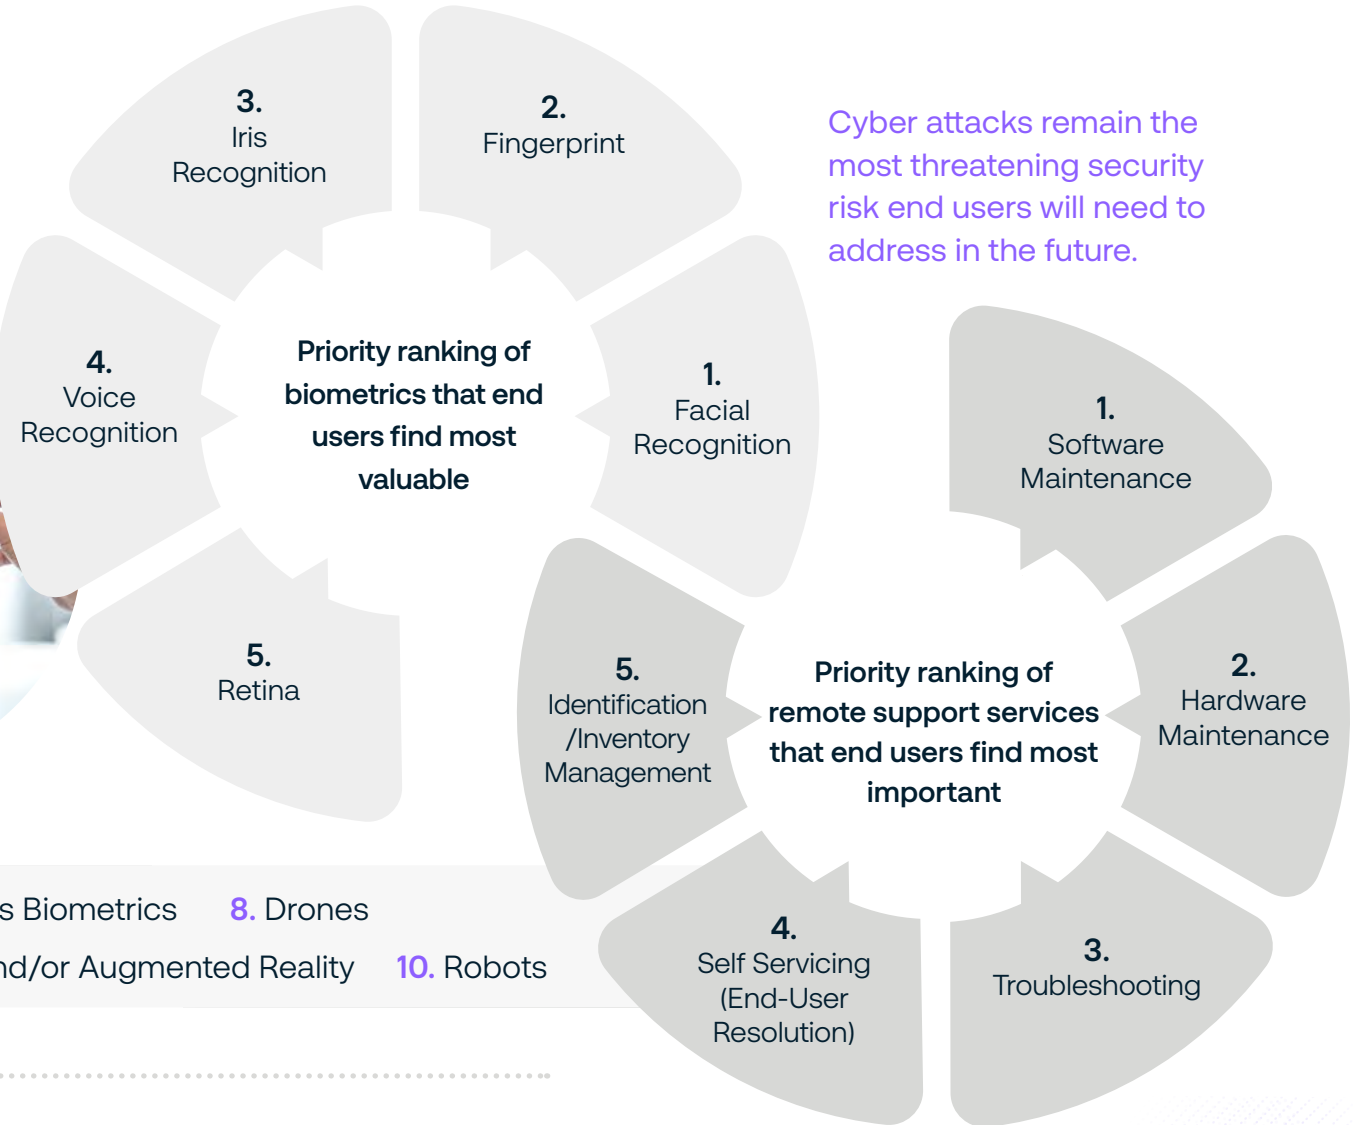 3.
Iris
Recognition
2.
Fingerprint
Cyber attacks remain the
most threatening security
risk end users will need to
address in the future.
4.
Voice
Recognition
Priority ranking of
biometrics that end
users find most
valuable
1.
Facial
Recognition
5.
Retina
1.
Software
Maintenance
2.
Hardware
Maintenance
Priority ranking of
remote support services
that end users find most
important
5.
Identification
/Inventory
Management
4.
Self Servicing
(End-User
Resolution)
3.
Troubleshooting
s Biometrics 8. Drones
nd/or Augmented Reality 10. Robots